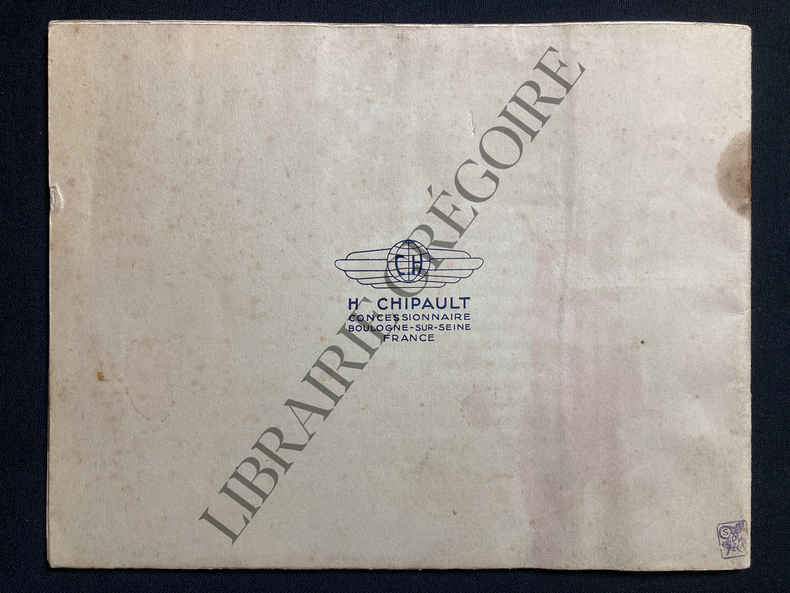 CH
H CHIPAULT
CONCESSIONNAIRE
BOULOGNE-SUR-SEINE
FRANCE
LIBRAIRIE GRÉGOIRE